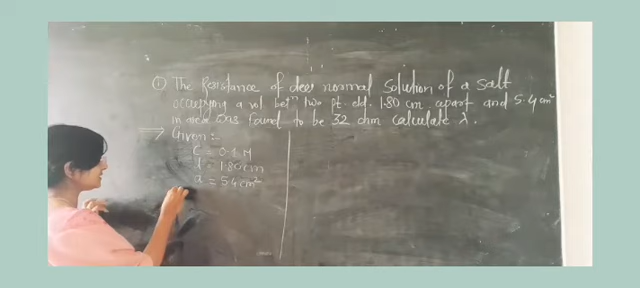 ① The Resistance of deci normal Solution of a Salt
occupying a vol betⁿ two pt. eld. 1.80 cm apart and 5.4 cm²
in area was found to be 32 ohm calculate λ.
⇒ Given :-
C = 0.1 N
l = 1.80 cm
a = 5.4 cm²